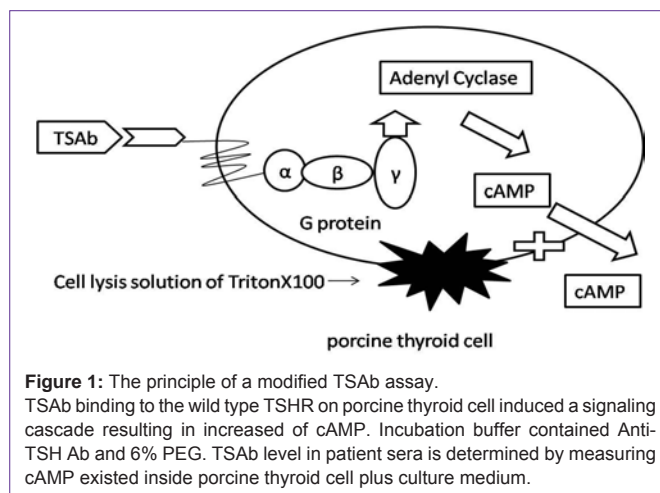 Adenyl Cyclase
TSAb
α
β
γ
cAMP
G protein
Cell lysis solution of TritonX100
cAMP
porcine thyroid cell
Figure 1: The principle of a modified TSAb assay.
TSAb binding to the wild type TSHR on porcine thyroid cell induced a signaling
cascade resulting in increased of cAMP. Incubation buffer contained Anti-
TSH Ab and 6% PEG. TSAb level in patient sera is determined by measuring
cAMP existed inside porcine thyroid cell plus culture medium.